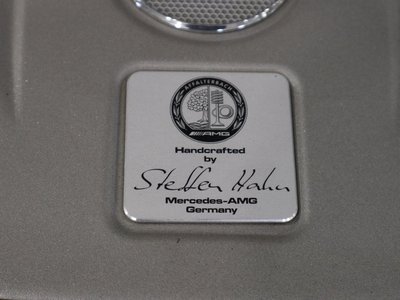 AFFALTERBACH
AMG
Handcrafted
by
Steffen Hahn
Mercedes-AMG
Germany